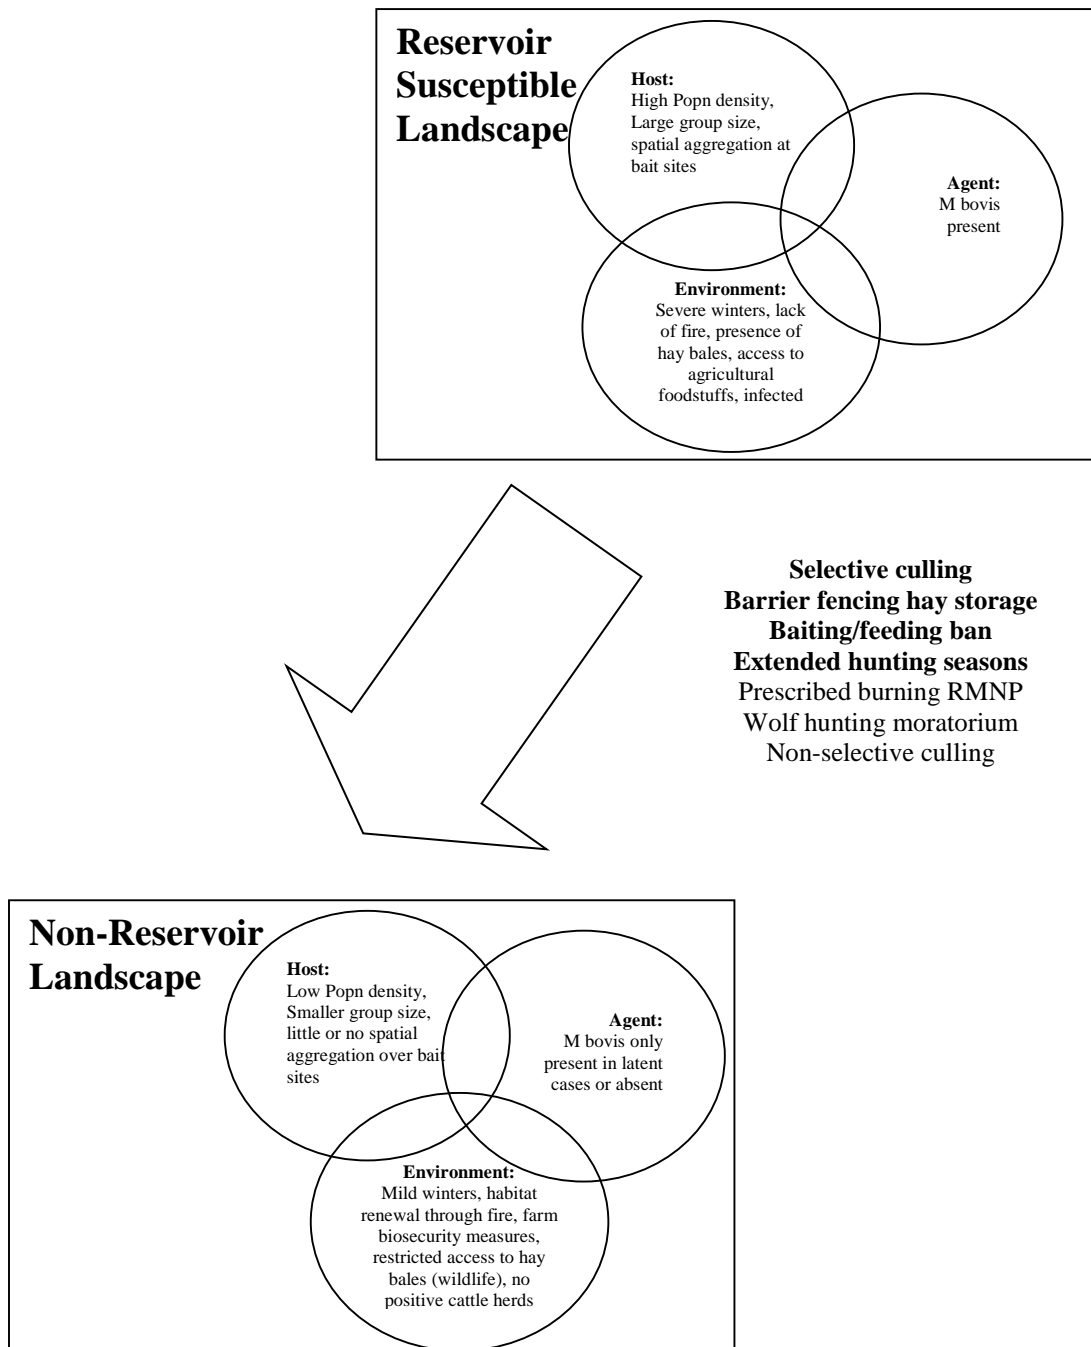 Reservoir
Susceptible
Landscape
Host:
High Popn density,
Large group size,
spatial aggregation at
bait sites
Agent:
M bovis
present
Environment:
Severe winters, lack
of fire, presence of
hay bales, access to
agricultural
foodstuffs, infected
Selective culling
Barrier fencing hay storage
Baiting/feeding ban
Extended hunting seasons
Prescribed burning RMNP
Wolf hunting moratorium
Non-selective culling
Non-Reservoir
Landscape
Host:
Low Popn density,
Smaller group size,
little or no spatial
aggregation over bait
sites
Agent:
M bovis only
present in latent
cases or absent
Environment:
Mild winters, habitat
renewal through fire, farm
biosecurity measures,
restricted access to hay
bales (wildlife), no
positive cattle herds